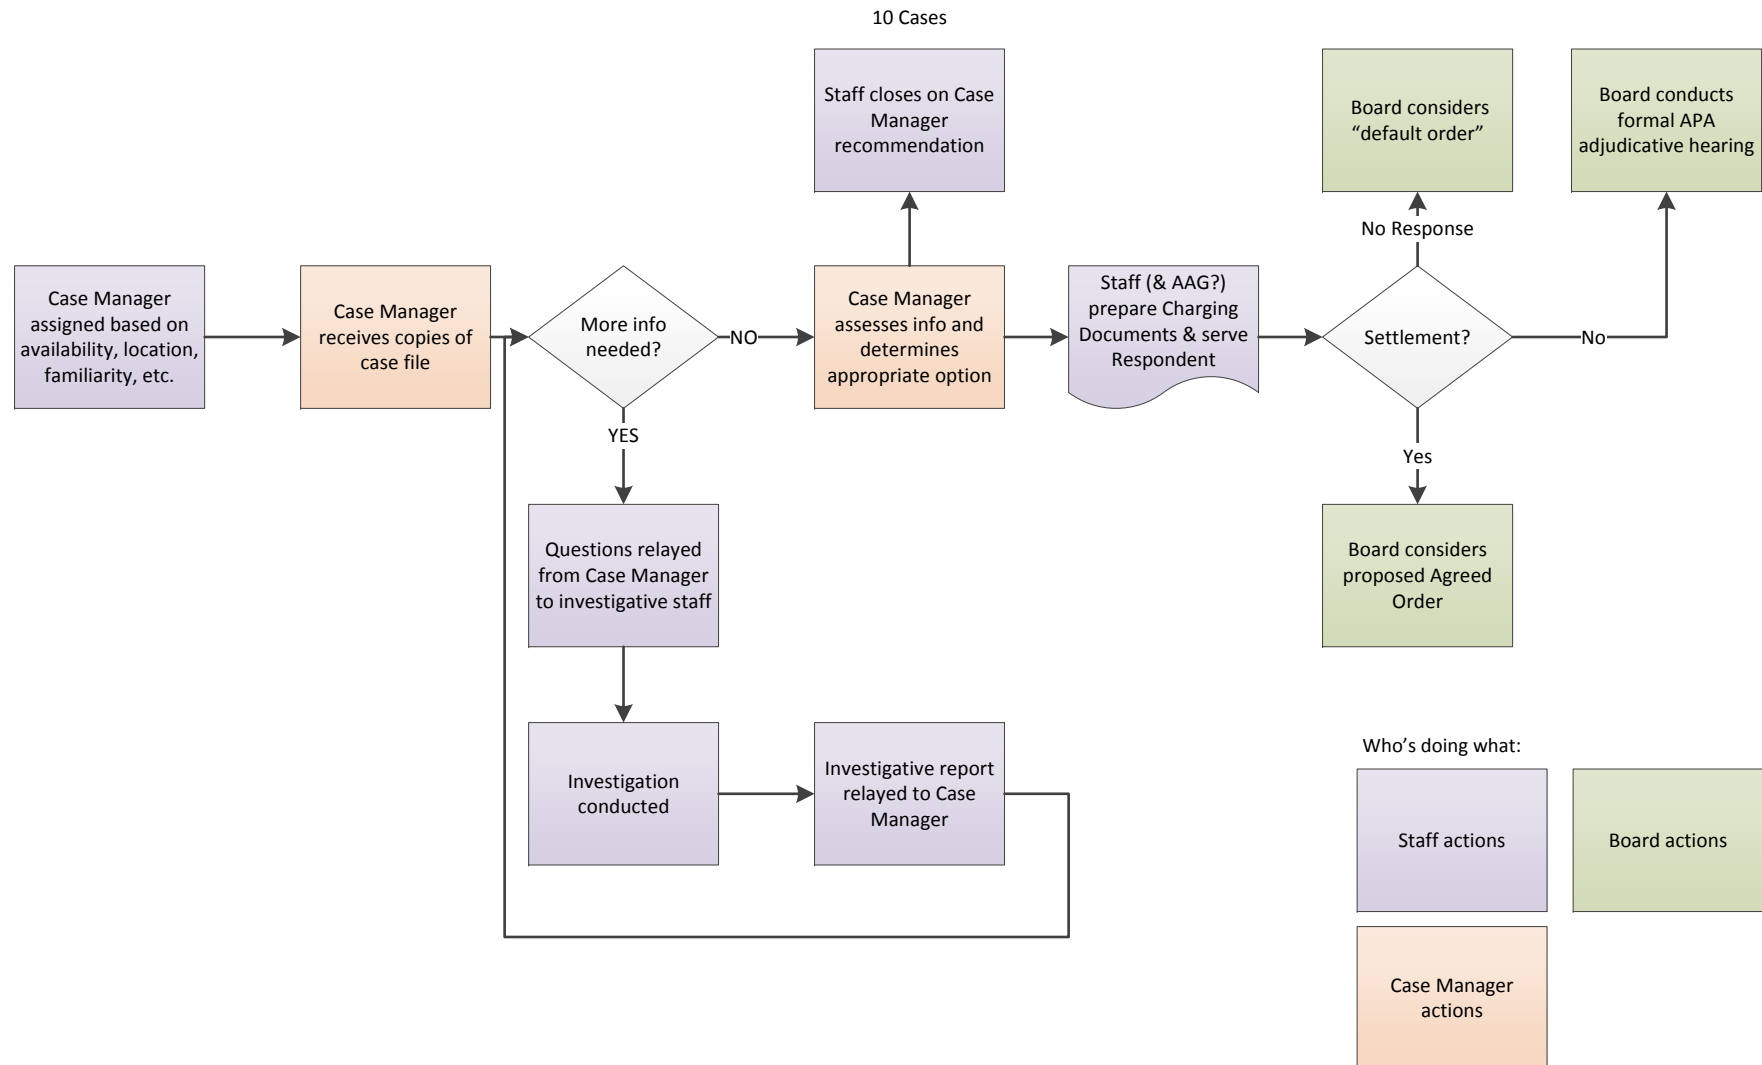 10 Cases
Staff closes on Case
Manager
recommendation
Board considers
“default order”
Board conducts
formal APA
adjudicative hearing
No Response
Case Manager
assigned based on
availability, location,
familiarity, etc.
Case Manager
receives copies of
case file
More info
needed?
NO
Case Manager
assesses info and
determines
appropriate option
Staff (& AAG?)
prepare Charging
Documents & serve
Respondent
Settlement?
No
YES
Yes
Questions relayed
from Case Manager
to investigative staff
Board considers
proposed Agreed
Order
Investigation
conducted
Investigative report
relayed to Case
Manager
Who’s doing what:
Staff actions
Board actions
Case Manager
actions